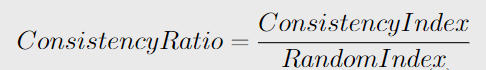 ConsistencyRatio = ConsistencyIndex / RandomIndex